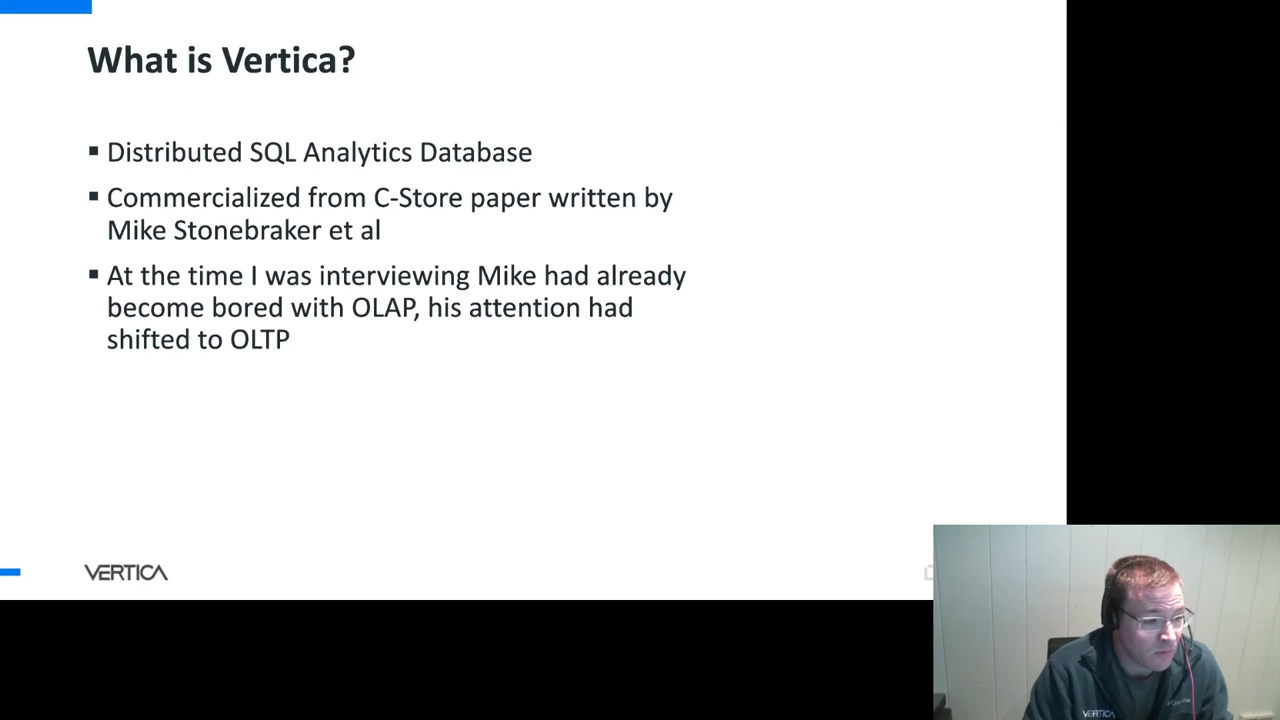 What is Vertica?
▪ Distributed SQL Analytics Database
▪ Commercialized from C-Store paper written by
Mike Stonebraker et al
▪ At the time I was interviewing Mike had already
become bored with OLAP, his attention had
shifted to OLTP
VERTICA
VERTICA